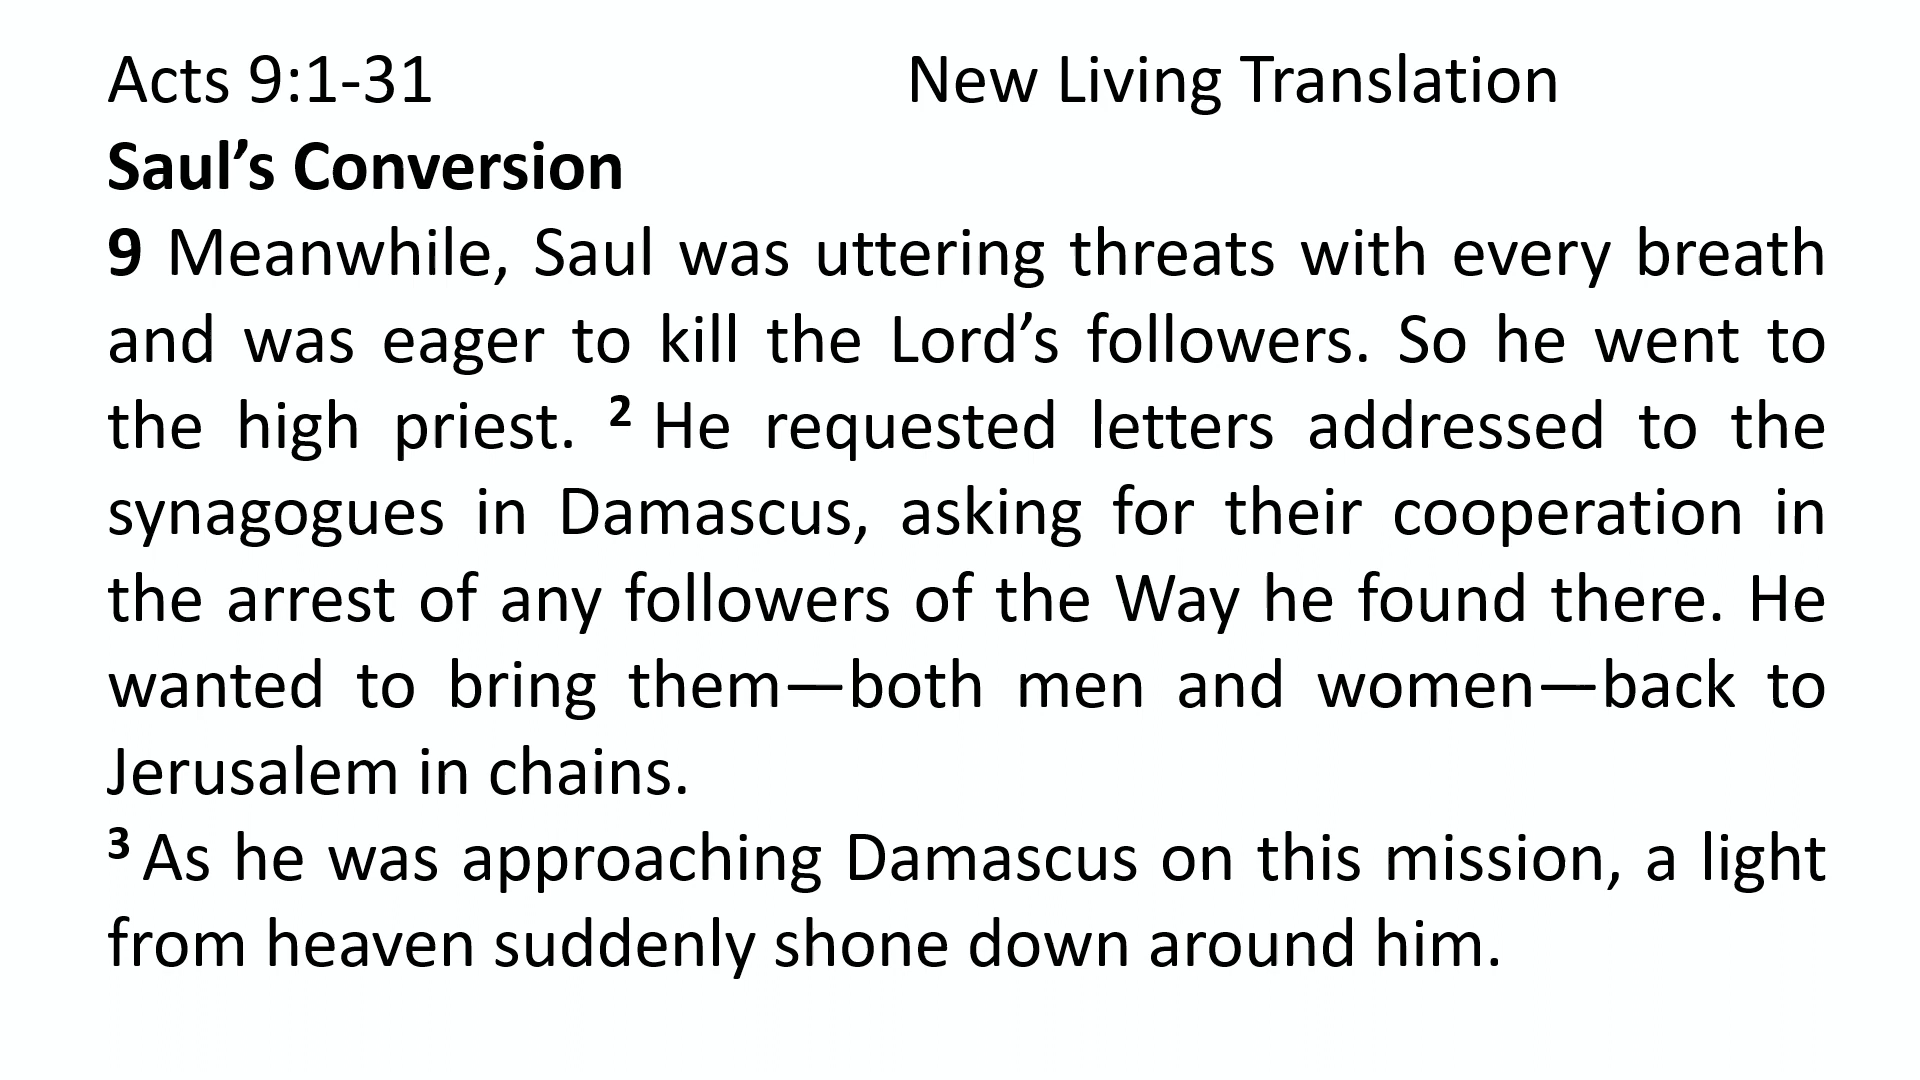 Acts 9:1-31 New Living Translation
Saul’s Conversion
9 Meanwhile, Saul was uttering threats with every breath
and was eager to kill the Lord’s followers. So he went to
the high priest. 2 He requested letters addressed to the
synagogues in Damascus, asking for their cooperation in
the arrest of any followers of the Way he found there. He
wanted to bring them—both men and women—back to
Jerusalem in chains.
3 As he was approaching Damascus on this mission, a light
from heaven suddenly shone down around him.